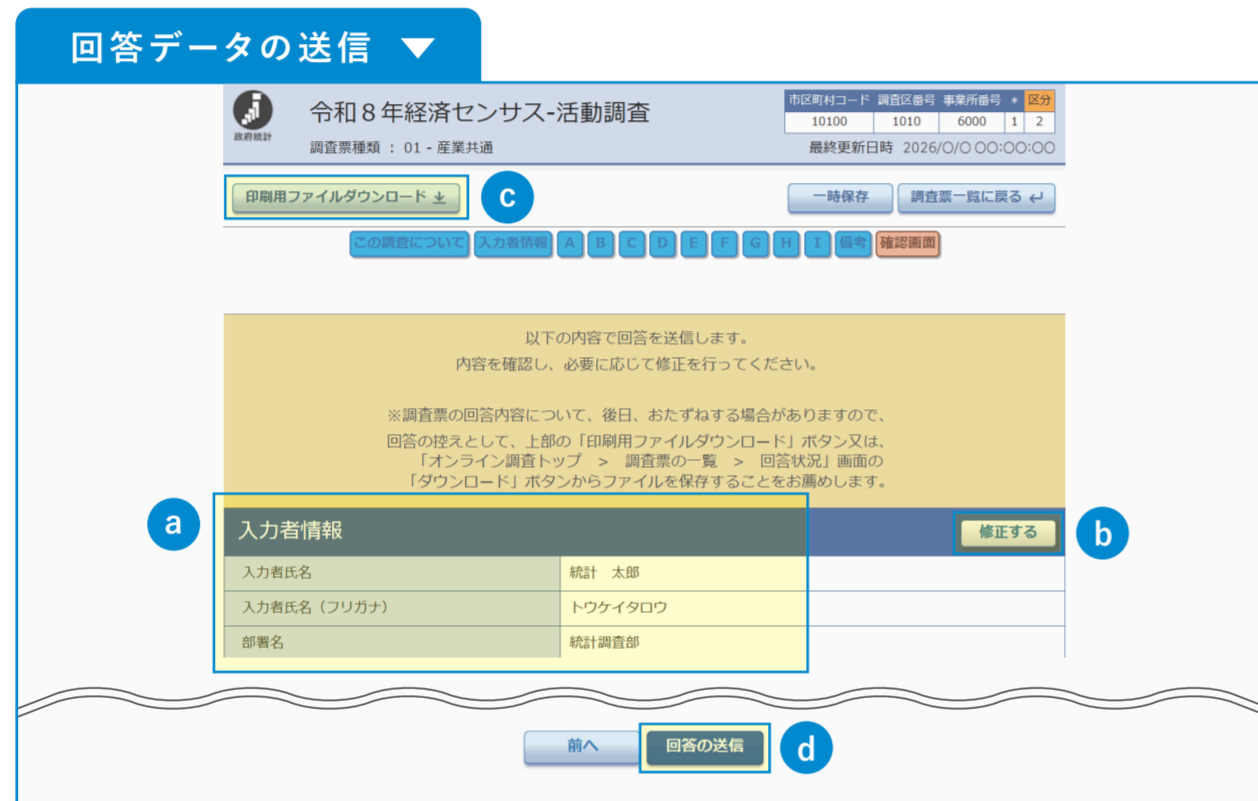 回答データの送信 ▼
政府統計
令和8年経済センサス-活動調査
調査票種類 : 01 - 産業共通
市区町村コード 調査区番号 事業所番号 * 区分
10100 1010 6000 1 2
最終更新日時 2026/○/○ ○○:○○:○○
印刷用ファイルダウンロード
c
一時保存
調査票一覧に戻る
この調査について 入力者情報 A B C D E F G H I 備考 確認画面
以下の内容で回答を送信します。
内容を確認し、必要に応じて修正を行ってください。
※調査票の回答内容について、後日、おたずねする場合がありますので、
回答の控えとして、上部の「印刷用ファイルダウンロード」ボタン又は、
「オンライン調査トップ > 調査票の一覧 > 回答状況」画面の
「ダウンロード」ボタンからファイルを保存することをお薦めします。
a
入力者情報
修正する
b
入力者氏名 統計 太郎
入力者氏名（フリガナ） トウケイタロウ
部署名 統計調査部
前へ
回答の送信
d